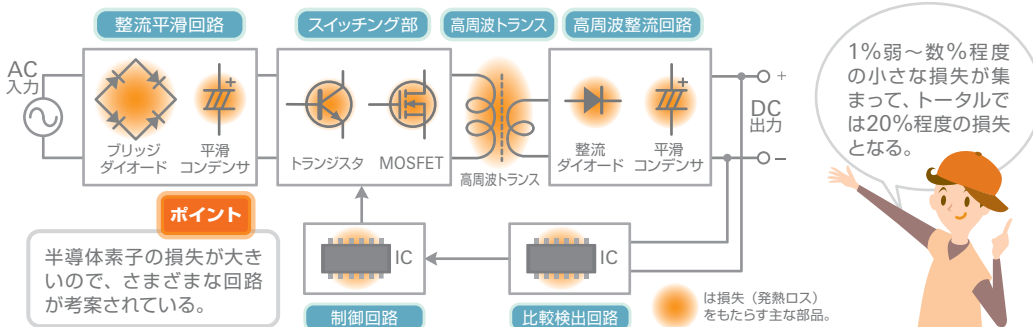 整流平滑回路
スイッチング部
高周波トランス
高周波整流回路
AC
入力
ブリッジ
ダイオード
平滑
コンデンサ
トランジスタ
MOSFET
高周波トランス
整流
ダイオード
平滑
コンデンサ
+
DC
出力
−
1%弱～数%程度
の小さな損失が集
まって、トータルで
は20%程度の損失
となる。
ポイント
半導体素子の損失が大き
いので、さまざまな回路
が考案されている。
IC
制御回路
IC
比較検出回路
は損失（発熱ロス）
をもたらす主な部品。